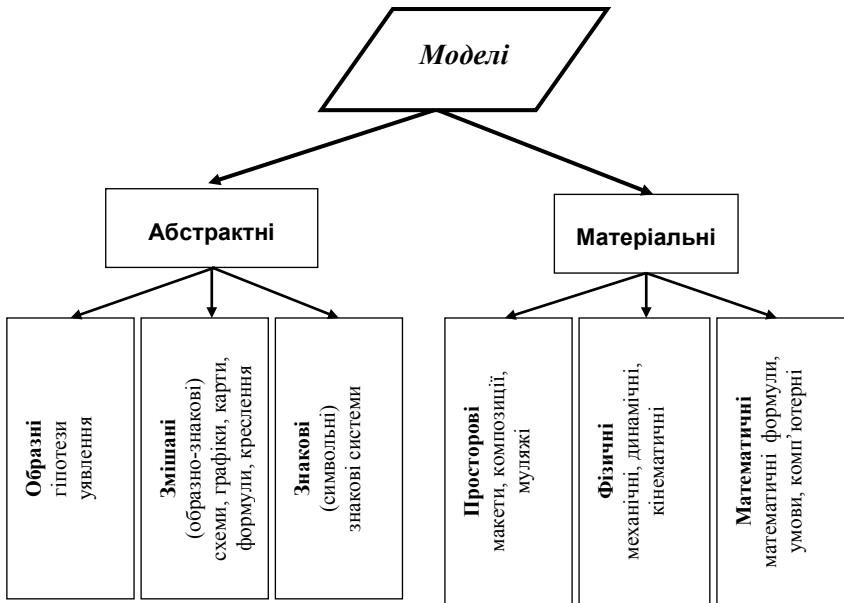 Моделі
Абстрактні
Матеріальні
Образні
гіпотези
уявлення
Змішані
(образно-знакові)
схеми, графіки, карти,
формули, креслення
Знакові
(символьні)
знакові системи
Просторові
макети, композиції,
муляжі
Фізичні
механічні, динамічні,
кінематичні
Математичні
математичні формули,
умови, комп’ютерні